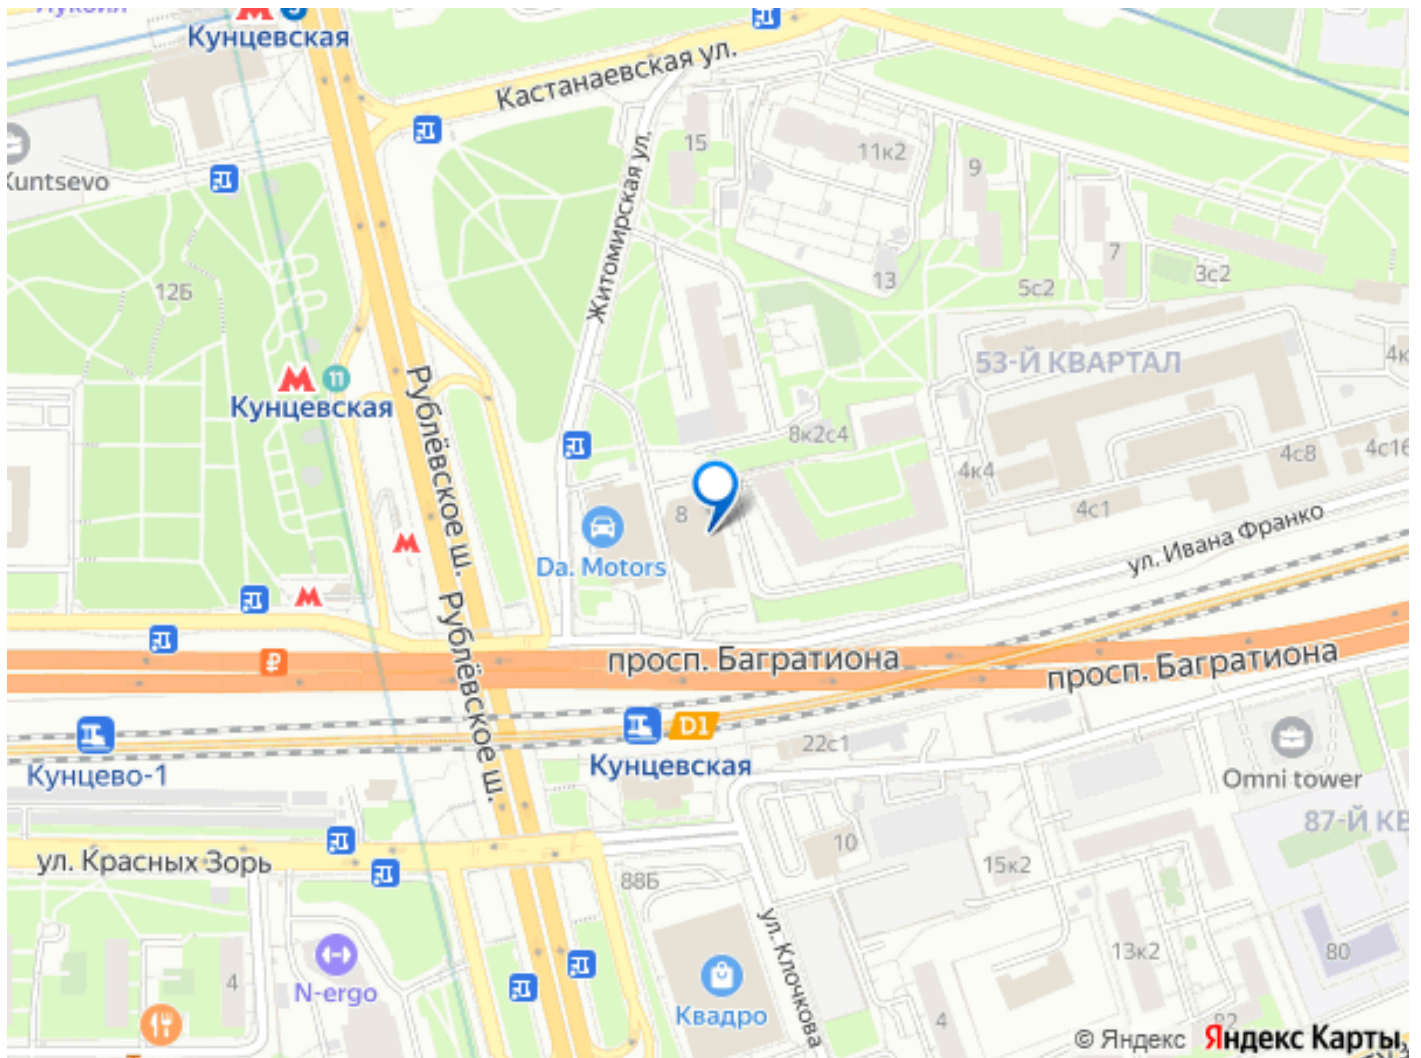 Лукойл
Кунцевская
Кастанаевская ул.
15
11к2
9
Kuntsevo
Житомирская ул.
7
3с2
12Б
13
5с2
53-Й КВАРТАЛ
4к
11
Кунцевская
Рублёвское ш.
8к2с4
4с8
4с16
4к4
8
4с1
ул. Ивана Франко
Da. Motors
Рублёвское ш.
просп. Багратиона
просп. Багратиона
D1
22с1
Кунцево-1
Кунцевская
Omni tower
87-Й КВ
ул. Красных Зорь
10
15к2
88Б
ул. Клочкова
13к2
80
4
N-ergo
Квадро
4
82
© Яндекс Яндекс Карты